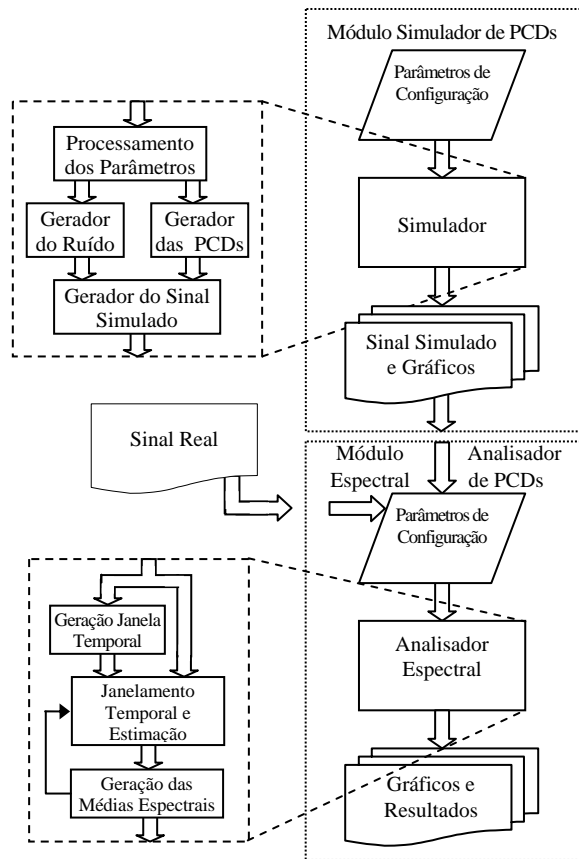 Módulo Simulador de PCDs
Parâmetros de
Configuração
Processamento
dos Parâmetros
Gerador
do Ruído
Gerador
das PCDs
Gerador do Sinal
Simulado
Simulador
Sinal Simulado
e Gráficos
Sinal Real
Módulo
Espectral
Analisador
de PCDs
Parâmetros de
Configuração
Geração Janela
Temporal
Janelamento
Temporal e
Estimação
Geração das
Médias Espectrais
Analisador
Espectral
Gráficos e
Resultados